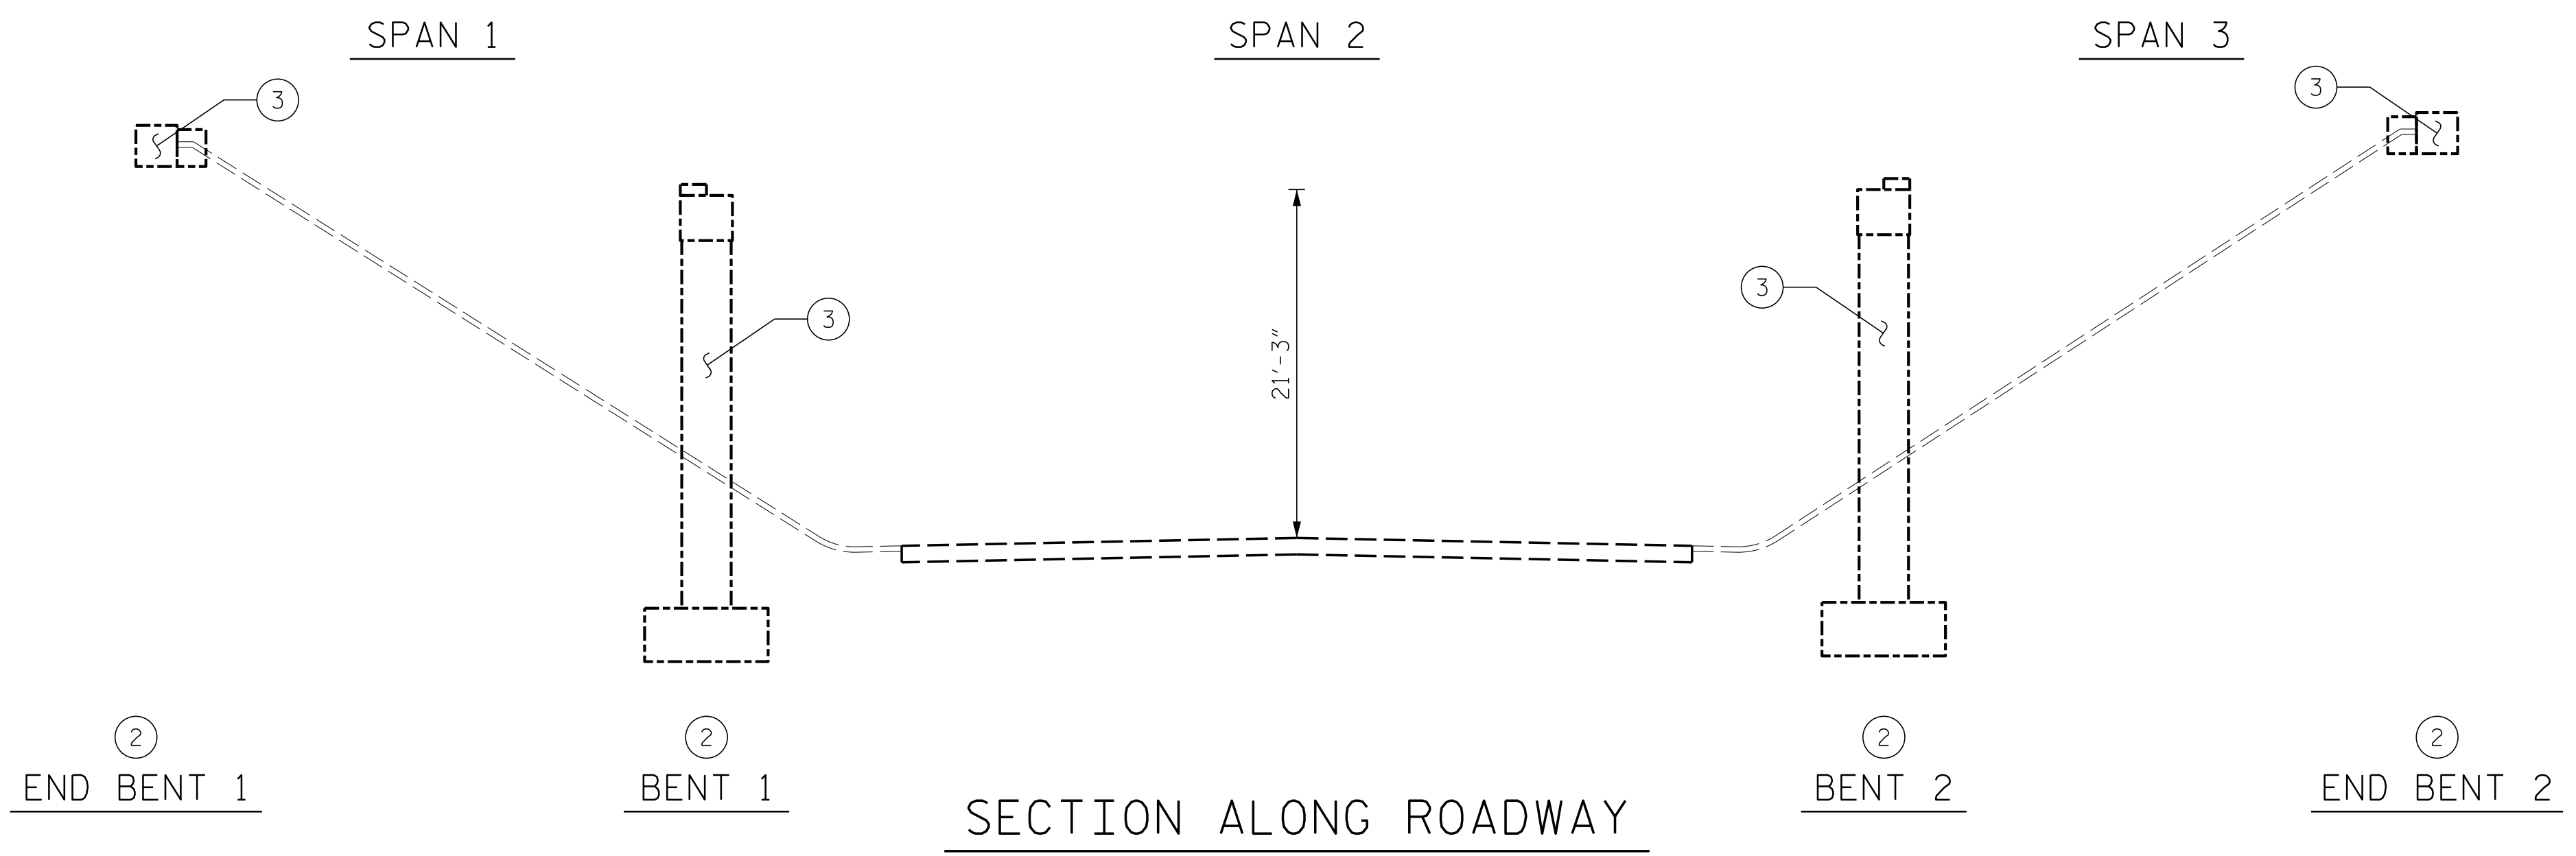 SPAN 1
SPAN 2
SPAN 3
3
3
3
3
21'-3"
2
2
2
2
END BENT 1
BENT 1
BENT 2
END BENT 2
SECTION ALONG ROADWAY